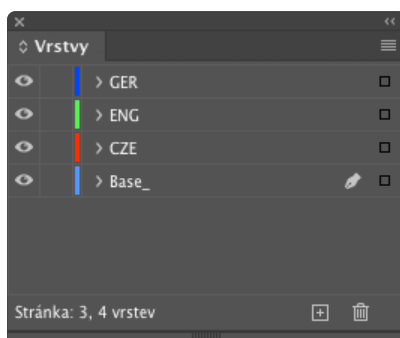 Vrstvy
GER
ENG
CZE
Base_
Stránka: 3, 4 vrstev